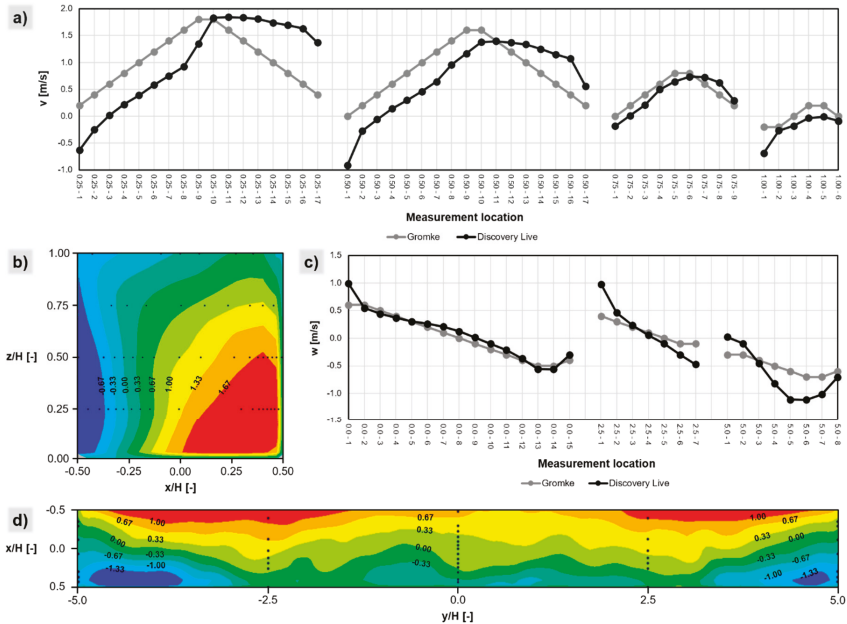 a)
2.0
1.5
1.0
0.5
0.0
-0.5
-1.0
v [m/s]
0.25 - 1
0.25 - 2
0.25 - 3
0.25 - 4
0.25 - 5
0.25 - 6
0.25 - 7
0.25 - 8
0.25 - 9
0.25 - 10
0.25 - 11
0.25 - 12
0.25 - 13
0.25 - 14
0.25 - 15
0.25 - 16
0.25 - 17
0.50 - 1
0.50 - 2
0.50 - 3
0.50 - 4
0.50 - 5
0.50 - 6
0.50 - 7
0.50 - 8
0.50 - 9
0.50 - 10
0.50 - 11
0.50 - 12
0.50 - 13
0.50 - 14
0.50 - 15
0.50 - 16
0.50 - 17
0.75 - 1
0.75 - 2
0.75 - 3
0.75 - 4
0.75 - 5
0.75 - 6
0.75 - 7
0.75 - 8
0.75 - 9
1.00 - 1
1.00 - 2
1.00 - 3
1.00 - 4
1.00 - 5
1.00 - 6
Measurement location
Gromke Discovery Live
b)
1.00
0.75
z/H [-] 0.50
0.25
0.00
-0.67 -0.33 0.00 0.33 0.67 1.00 1.33 1.67
-0.50 -0.25 0.00 0.25 0.50
x/H [-]
c)
1.5
1.0
0.5
0.0
-0.5
-1.0
-1.5
w [m/s]
0.0 - 1
0.0 - 2
0.0 - 3
0.0 - 4
0.0 - 5
0.0 - 6
0.0 - 7
0.0 - 8
0.0 - 9
0.0 - 10
0.0 - 11
0.0 - 12
0.0 - 13
0.0 - 14
0.0 - 15
2.5 - 1
2.5 - 2
2.5 - 3
2.5 - 4
2.5 - 5
2.5 - 6
2.5 - 7
5.0 - 1
5.0 - 2
5.0 - 3
5.0 - 4
5.0 - 5
5.0 - 6
5.0 - 7
5.0 - 8
Measurement location
Gromke Discovery Live
d)
-0.5
x/H [-] 0.0
0.5
0.67 1.00 0.67 1.00 0.67
0.33 0.33 0.33
0.00 0.00 0.00
-0.67 -0.33 -0.33 -0.33 -0.67
-1.33 -1.00 -1.00 -1.33
-5.0 -2.5 0.0 2.5 5.0
y/H [-]